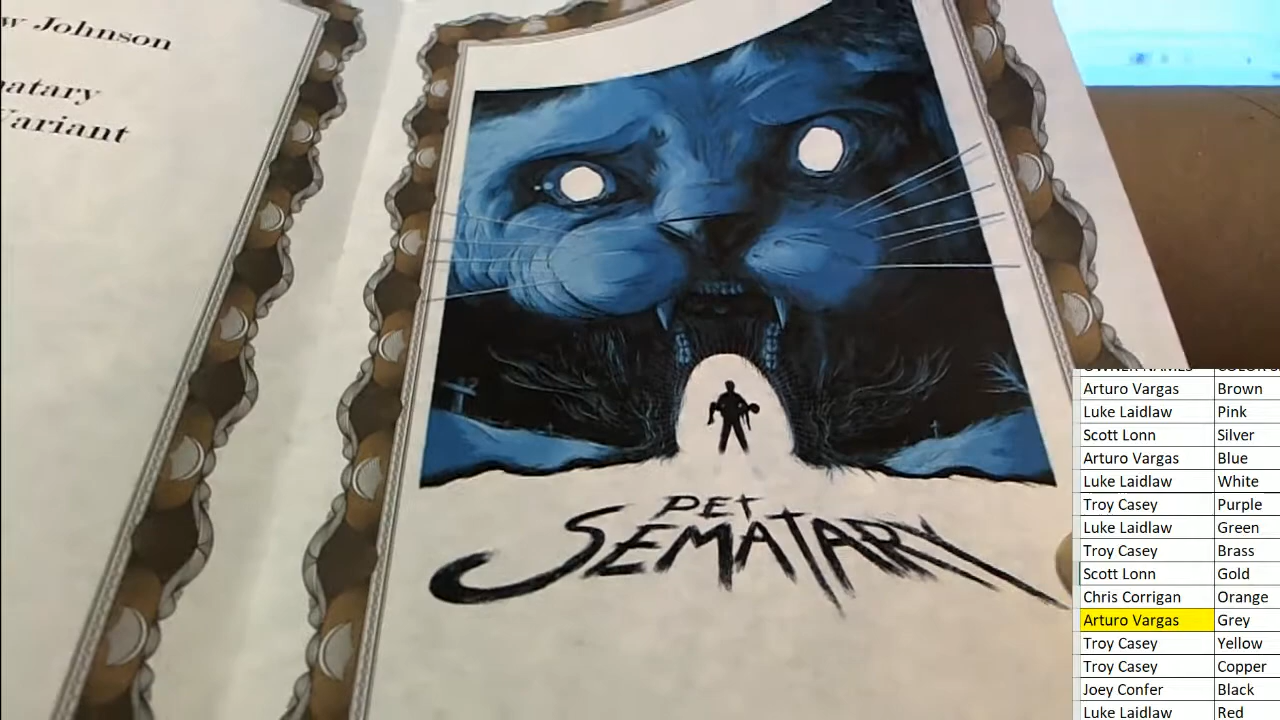 w Johnson
natary
Variant
PET
SEMATARY
Arturo Vargas Brown
Luke Laidlaw Pink
Scott Lonn Silver
Arturo Vargas Blue
Luke Laidlaw White
Troy Casey Purple
Luke Laidlaw Green
Troy Casey Brass
Scott Lonn Gold
Chris Corrigan Orange
Arturo Vargas Grey
Troy Casey Yellow
Troy Casey Copper
Joey Confer Black
Luke Laidlaw Red